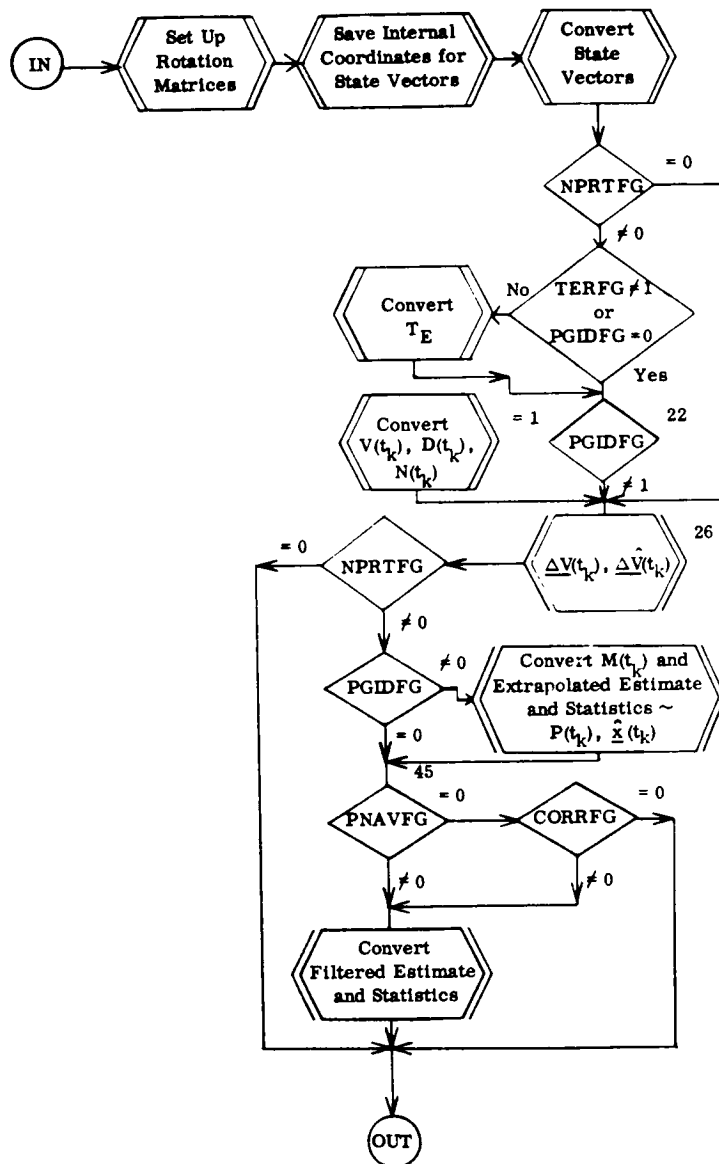 IN
Set Up
Rotation
Matrices
Save Internal
Coordinates for
State Vectors
Convert
State
Vectors
NPRTFG
= 0
≠ 0
TERFG ≠ 1
or
PGIDFG = 0
No
Convert
T_E
Yes
22
PGIDFG
= 1
Convert
V(t_k), D(t_k),
N(t_k)
≠ 1
26
ΔV(t_k), ΔV̂(t_k)
NPRTFG
= 0
≠ 0
PGIDFG
≠ 0
Convert M(t_k) and
Extrapolated Estimate
and Statistics ~
P(t_k), x̂(t_k)
= 0
45
PNAVFG
= 0
CORRFG
= 0
≠ 0
≠ 0
Convert
Filtered Estimate
and Statistics
OUT